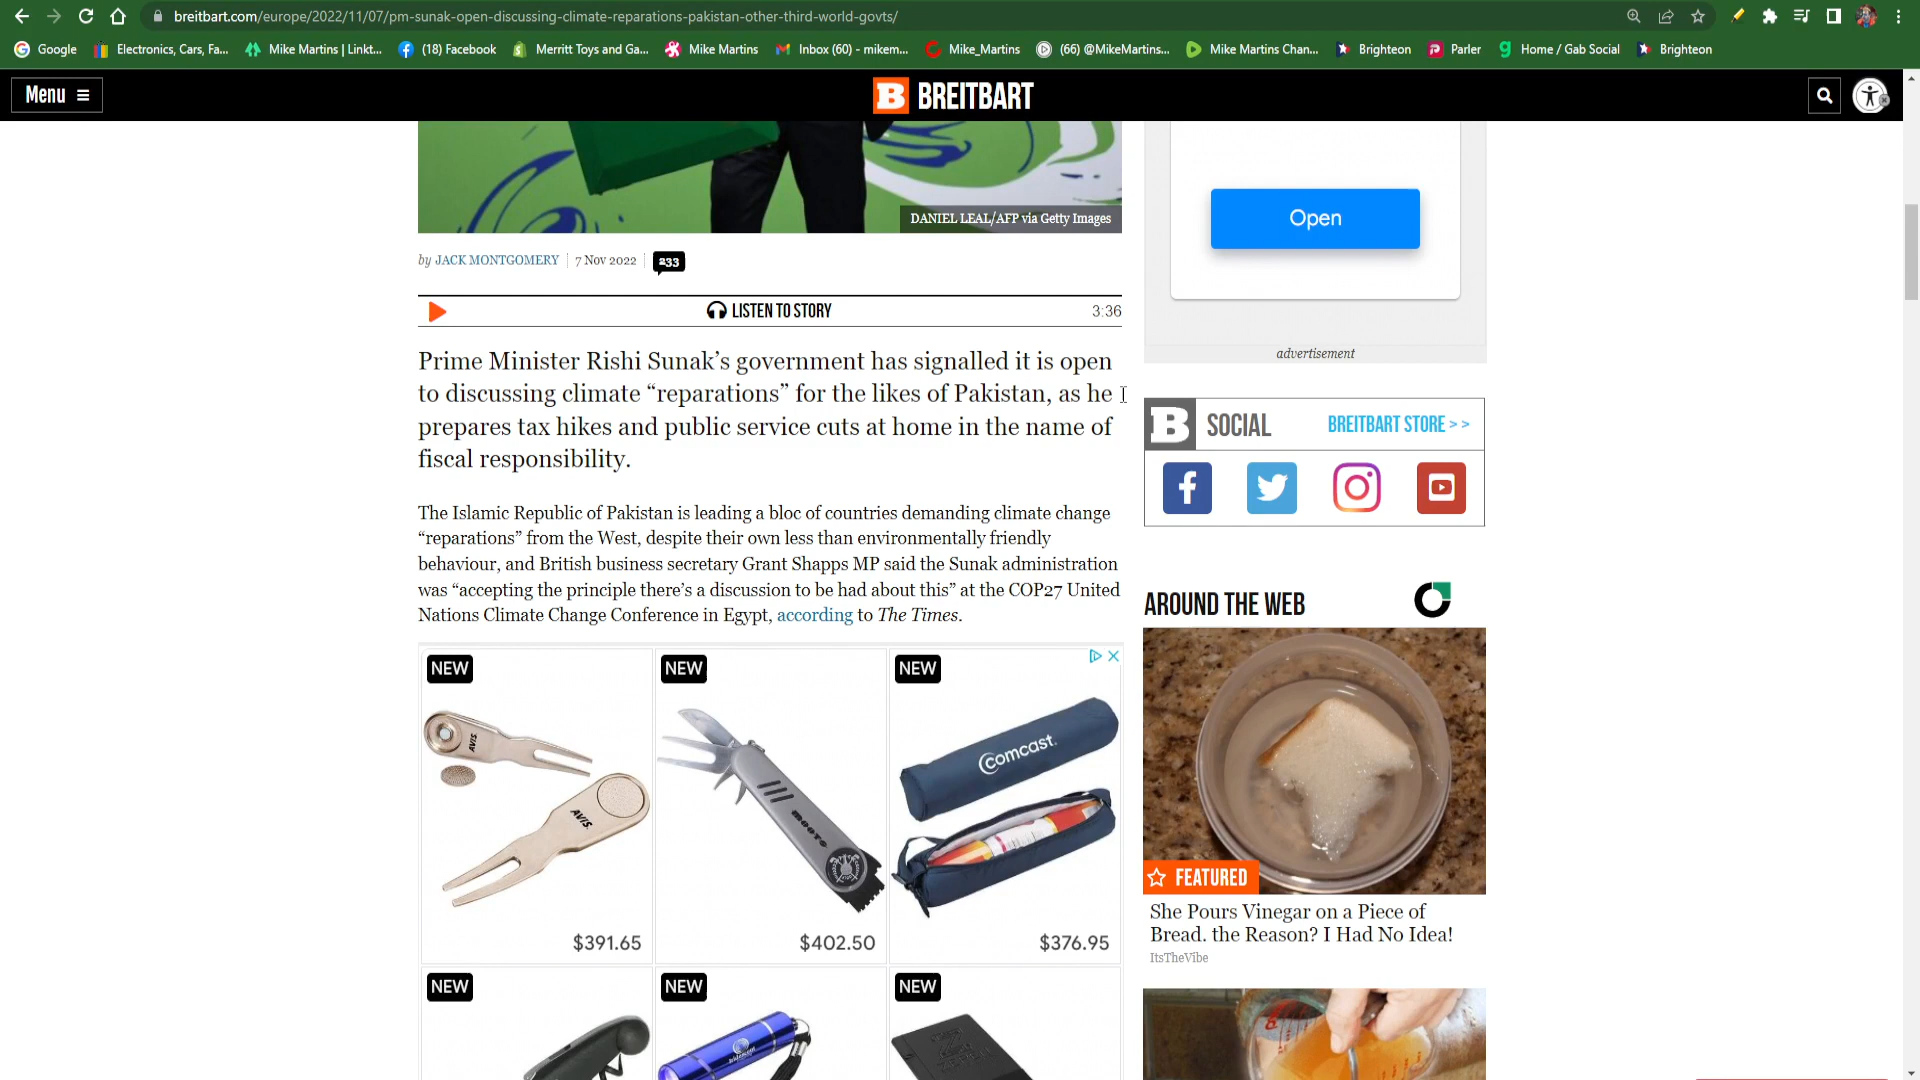 breitbart.com/europe/2022/11/07/pm-sunak-open-discussing-climate-reparations-pakistan-other-third-world-govts/
Google
Electronics, Cars, Fa...
Mike Martins | Linkt...
(18) Facebook
Merritt Toys and Ga...
Mike Martins
Inbox (60) - mikem...
Mike_Martins
(66) @MikeMartins...
Mike Martins Chan...
Brighteon
Parler
Home / Gab Social
Brighteon
Menu
B BREITBART
DANIEL LEAL/AFP via Getty Images
by JACK MONTGOMERY 7 Nov 2022 233
LISTEN TO STORY 3:36
Prime Minister Rishi Sunak’s government has signalled it is open
to discussing climate “reparations” for the likes of Pakistan, as he
prepares tax hikes and public service cuts at home in the name of
fiscal responsibility.
The Islamic Republic of Pakistan is leading a bloc of countries demanding climate change
“reparations” from the West, despite their own less than environmentally friendly
behaviour, and British business secretary Grant Shapps MP said the Sunak administration
was “accepting the principle there’s a discussion to be had about this” at the COP27 United
Nations Climate Change Conference in Egypt, according to The Times.
NEW
AVIS
AVIS
$391.65
NEW
$402.50
NEW
comcast
$376.95
NEW
NEW
NEW
Open
advertisement
B SOCIAL BREITBART STORE > >
AROUND THE WEB
FEATURED
She Pours Vinegar on a Piece of
Bread. the Reason? I Had No Idea!
ItsTheVibe